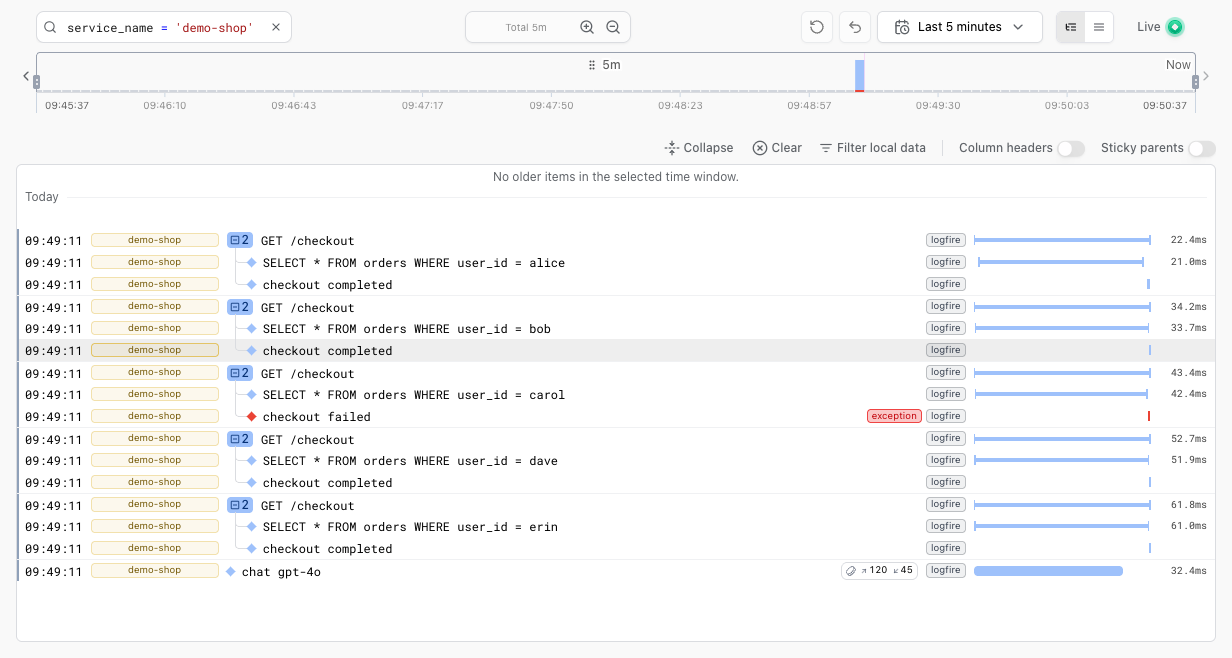 service_name = 'demo-shop'
Total 5m
Last 5 minutes
Live
5m
Now
09:45:37 09:46:10 09:46:43 09:47:17 09:47:50 09:48:23 09:48:57 09:49:30 09:50:03 09:50:37
Collapse Clear Filter local data Column headers Sticky parents
No older items in the selected time window.
Today
09:49:11 demo-shop 2 GET /checkout logfire 22.4ms
09:49:11 demo-shop SELECT * FROM orders WHERE user_id = alice logfire 21.0ms
09:49:11 demo-shop checkout completed logfire
09:49:11 demo-shop 2 GET /checkout logfire 34.2ms
09:49:11 demo-shop SELECT * FROM orders WHERE user_id = bob logfire 33.7ms
09:49:11 demo-shop checkout completed logfire
09:49:11 demo-shop 2 GET /checkout logfire 43.4ms
09:49:11 demo-shop SELECT * FROM orders WHERE user_id = carol logfire 42.4ms
09:49:11 demo-shop checkout failed exception logfire
09:49:11 demo-shop 2 GET /checkout logfire 52.7ms
09:49:11 demo-shop SELECT * FROM orders WHERE user_id = dave logfire 51.9ms
09:49:11 demo-shop checkout completed logfire
09:49:11 demo-shop 2 GET /checkout logfire 61.8ms
09:49:11 demo-shop SELECT * FROM orders WHERE user_id = erin logfire 61.0ms
09:49:11 demo-shop checkout completed logfire
09:49:11 demo-shop chat gpt-4o 120 45 logfire 32.4ms